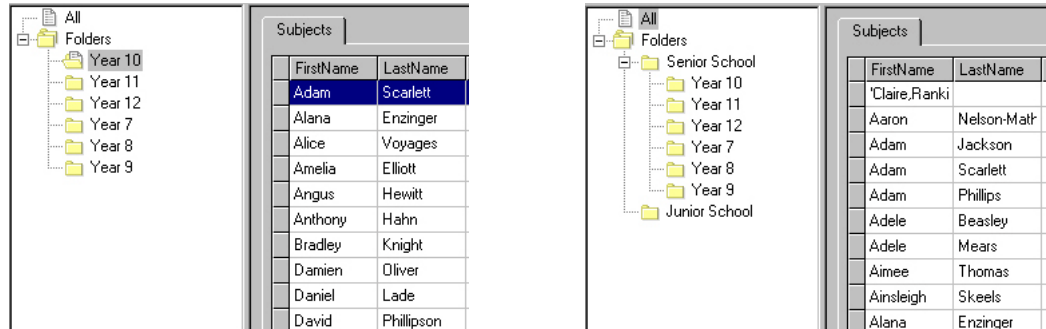 All
Folders
Year 10
Year 11
Year 12
Year 7
Year 8
Year 9
Subjects
FirstName LastName
Adam Scarlett
Alana Enzinger
Alice Voyages
Amelia Elliott
Angus Hewitt
Anthony Hahn
Bradley Knight
Damien Oliver
Daniel Lade
David Phillipson
All
Folders
Senior School
Year 10
Year 11
Year 12
Year 7
Year 8
Year 9
Junior School
Subjects
FirstName LastName
'Claire,Ranki
Aaron Nelson-Math
Adam Jackson
Adam Scarlett
Adam Phillips
Adele Beasley
Adele Mears
Aimee Thomas
Ainsleigh Skeels
Alana Enzinger